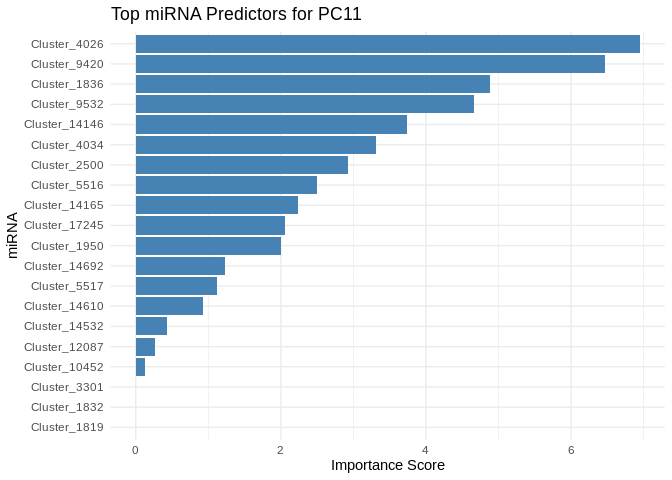 Top miRNA Predictors for PC11
miRNA
Cluster_4026
Cluster_9420
Cluster_1836
Cluster_9532
Cluster_14146
Cluster_4034
Cluster_2500
Cluster_5516
Cluster_14165
Cluster_17245
Cluster_1950
Cluster_14692
Cluster_5517
Cluster_14610
Cluster_14532
Cluster_12087
Cluster_10452
Cluster_3301
Cluster_1832
Cluster_1819
0 2 4 6
Importance Score